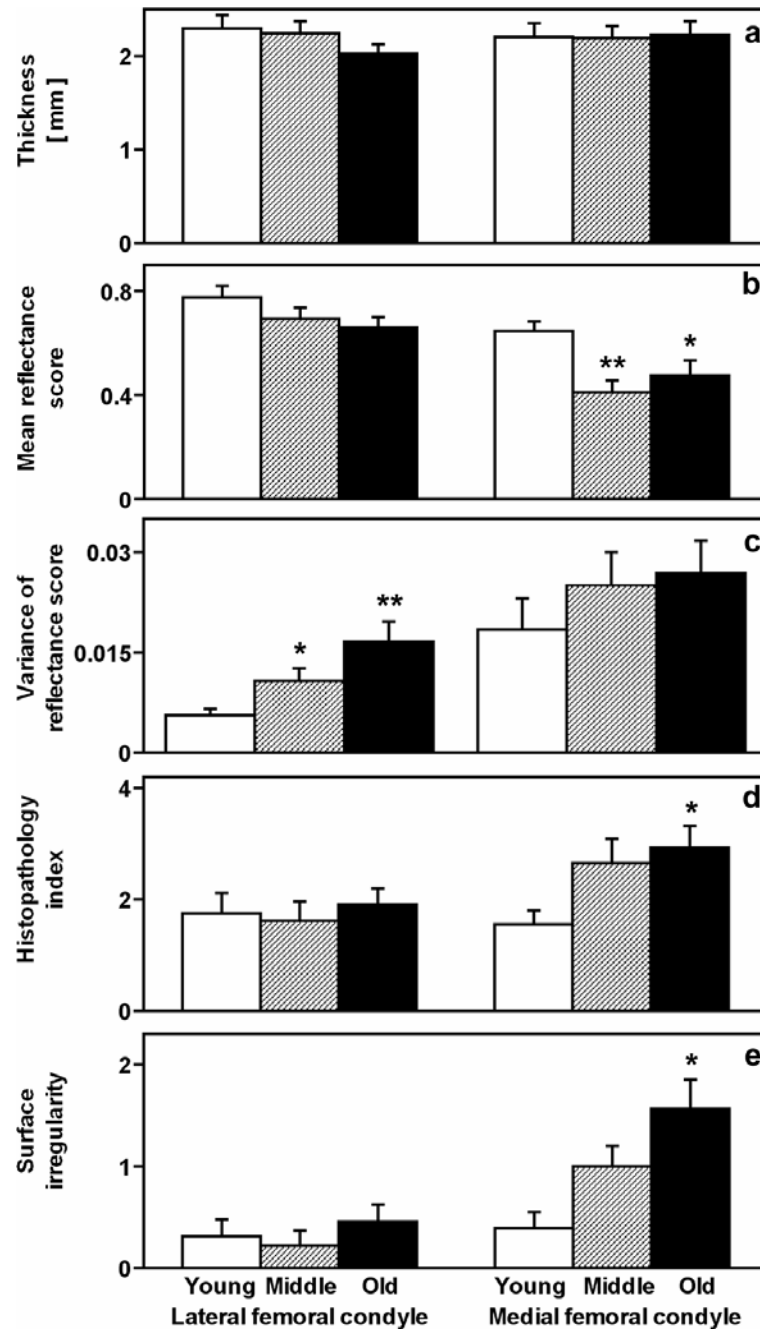 Thickness
[ mm ]
2
1
0
a
Mean reflectance
score
0.8
0.4
0
b
**
*
Variance of
reflectance score
0.03
0.015
0
c
*
**
Histopathology
index
4
2
0
d
*
Surface
irregularity
2
1
0
e
*
Young Middle Old Young Middle Old
Lateral femoral condyle Medial femoral condyle